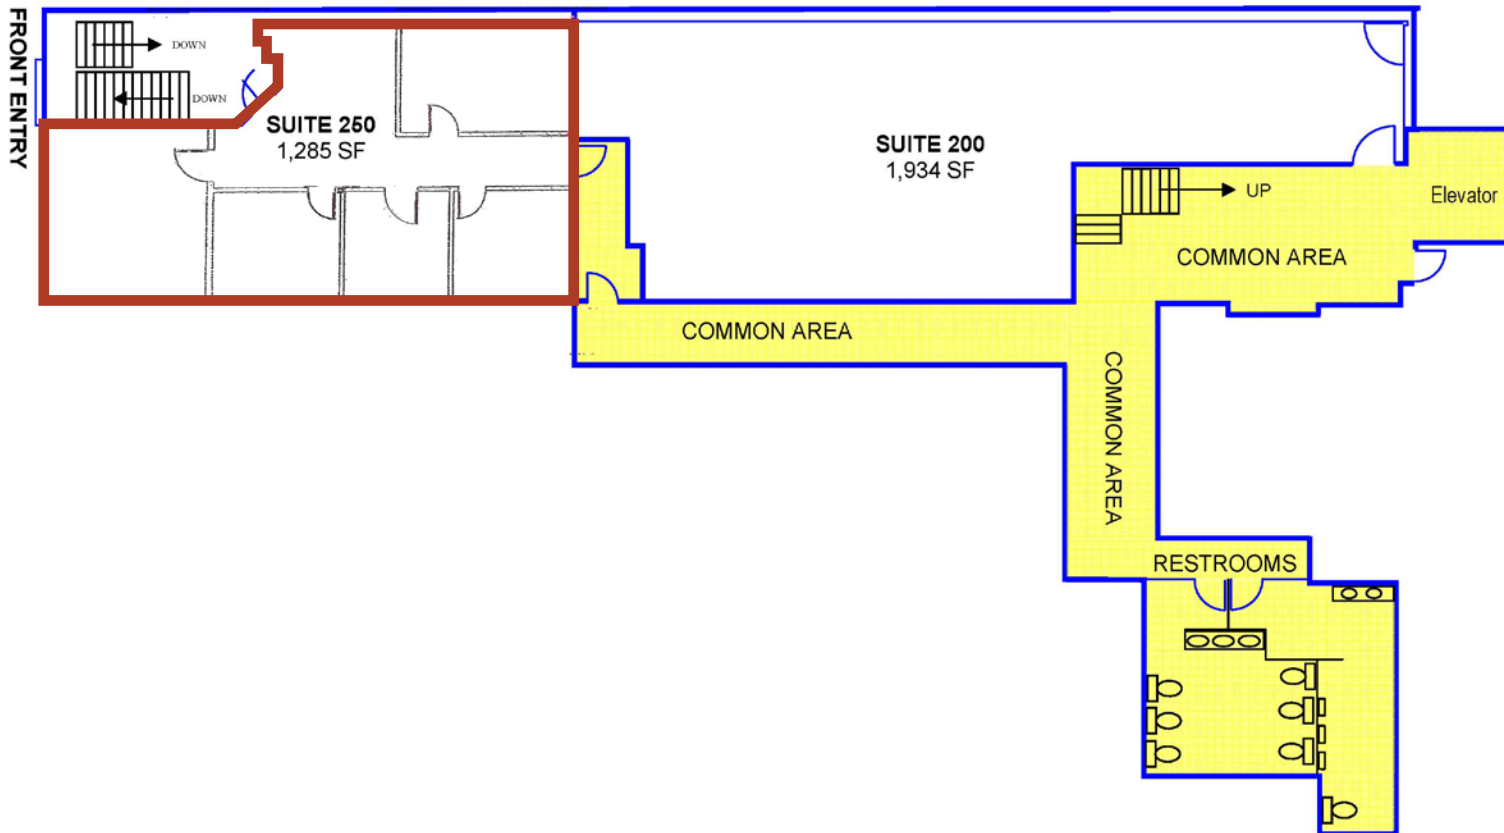 FRONT ENTRY
DOWN
DOWN
SUITE 250
1,285 SF
SUITE 200
1,934 SF
UP
Elevator
COMMON AREA
COMMON AREA
COMMON AREA
RESTROOMS